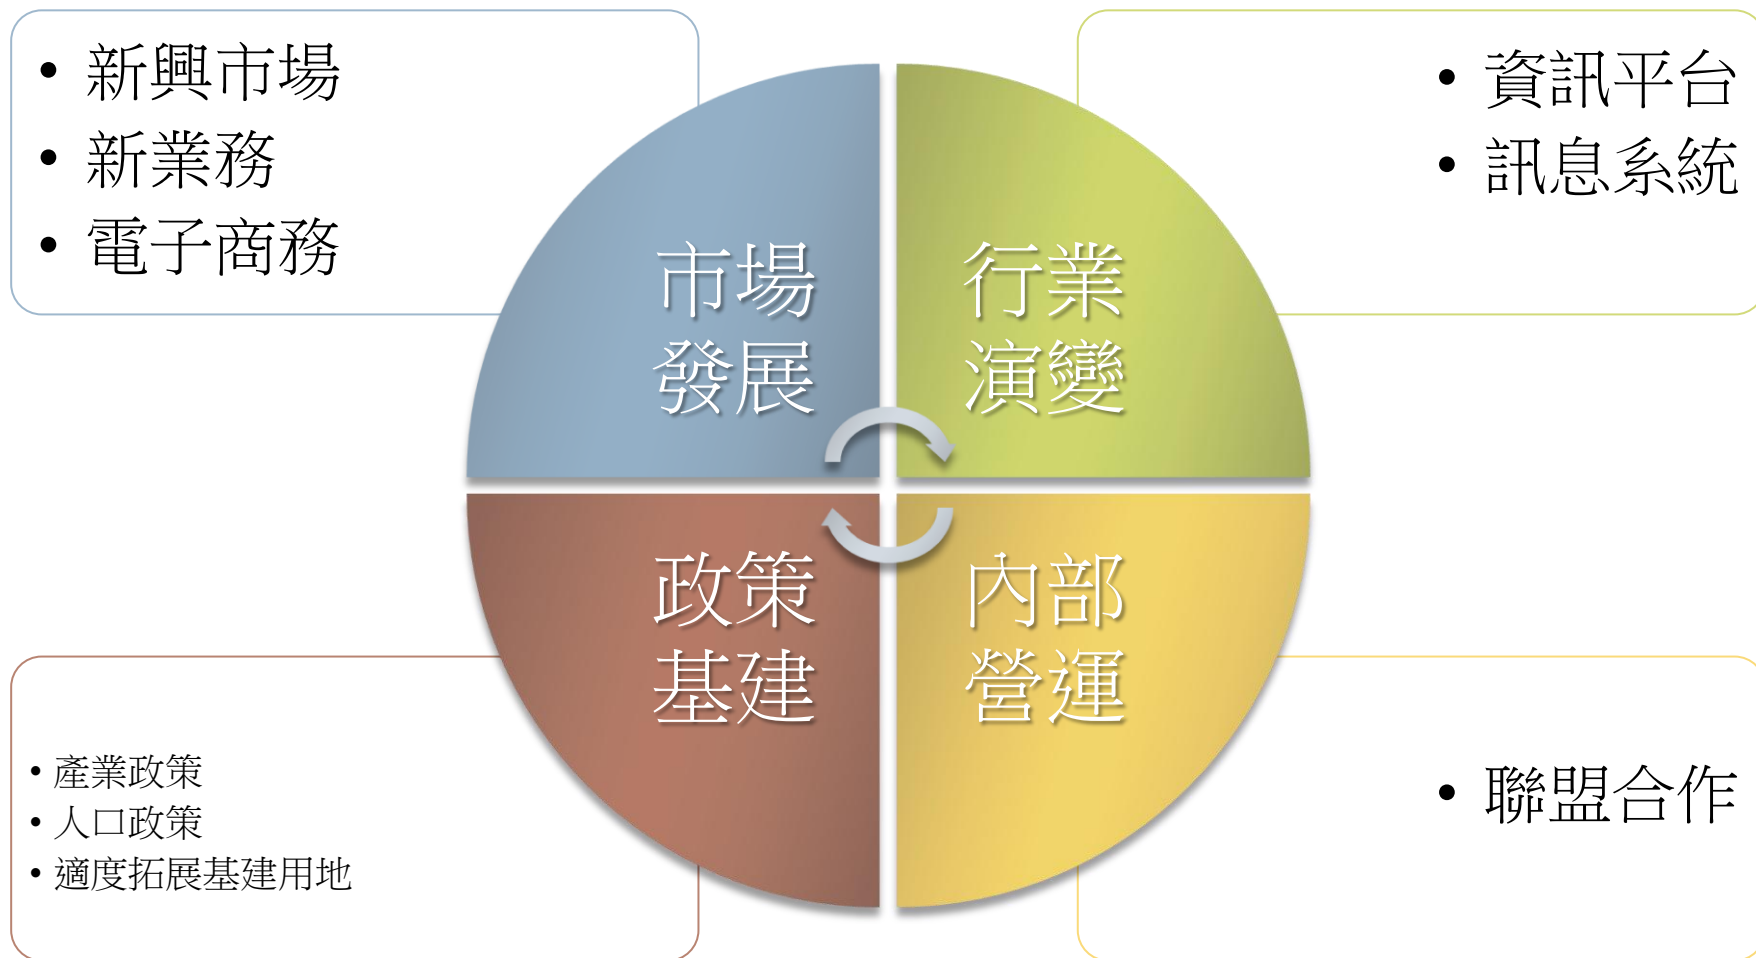 • 新興市場
• 新業務
• 電子商務
市場
發展
行業
演變
• 資訊平台
• 訊息系統
政策
基建
內部
營運
• 產業政策
• 人口政策
• 適度拓展基建用地
• 聯盟合作